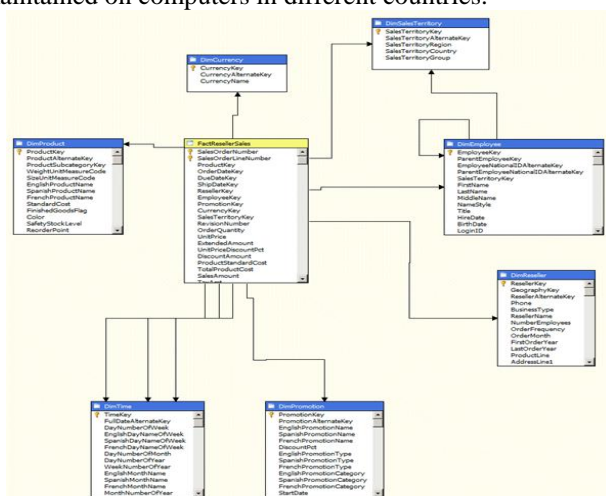 aintained on computers in different countries.
DimSalesTerritory
SalesTerritoryKey
SalesTerritoryAlternateKey
SalesTerritoryRegion
SalesTerritoryCountry
SalesTerritoryGroup
DimCurrency
CurrencyKey
CurrencyAlternateKey
CurrencyName
DimProduct
ProductKey
ProductAlternateKey
ProductSubcategoryKey
WeightUnitMeasureCode
SizeUnitMeasureCode
EnglishProductName
SpanishProductName
FrenchProductName
StandardCost
FinishedGoodsFlag
Color
SafetyStockLevel
ReorderPoint
FactResellerSales
SalesOrderNumber
SalesOrderLineNumber
ProductKey
OrderDateKey
DueDateKey
ShipDateKey
ResellerKey
EmployeeKey
PromotionKey
CurrencyKey
SalesTerritoryKey
RevisionNumber
OrderQuantity
UnitPrice
ExtendedAmount
UnitPriceDiscountPct
DiscountAmount
ProductStandardCost
TotalProductCost
SalesAmount
DimEmployee
EmployeeKey
ParentEmployeeKey
EmployeeNationalIDAlternateKey
ParentEmployeeNationalIDAlternateKey
SalesTerritoryKey
FirstName
LastName
MiddleName
NameStyle
Title
HireDate
BirthDate
LoginID
DimReseller
ResellerKey
GeographyKey
ResellerAlternateKey
Phone
BusinessType
ResellerName
NumberEmployees
OrderFrequency
OrderMonth
FirstOrderYear
LastOrderYear
ProductLine
AddressLine1
DimTime
TimeKey
FullDateAlternateKey
DayNumberOfWeek
EnglishDayNameOfWeek
SpanishDayNameOfWeek
FrenchDayNameOfWeek
DayNumberOfMonth
DayNumberOfYear
WeekNumberOfYear
EnglishMonthName
SpanishMonthName
FrenchMonthName
MonthNumberOfYear
DimPromotion
PromotionKey
PromotionAlternateKey
EnglishPromotionName
SpanishPromotionName
FrenchPromotionName
DiscountPct
EnglishPromotionType
SpanishPromotionType
FrenchPromotionType
EnglishPromotionCategory
SpanishPromotionCategory
FrenchPromotionCategory
StartDate